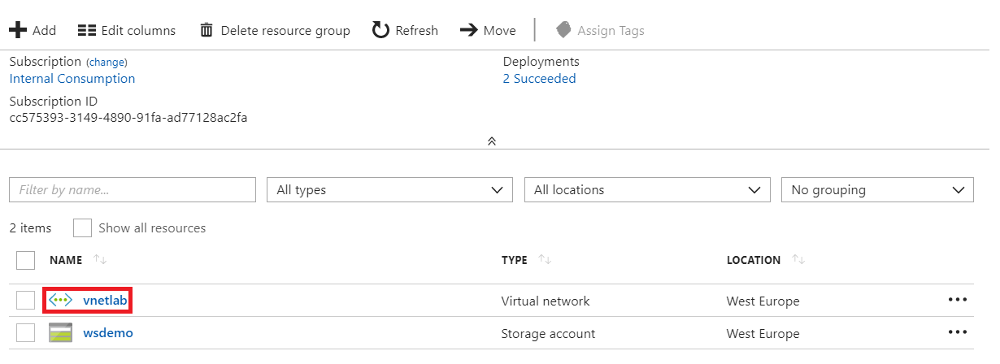 Add Edit columns Delete resource group Refresh Move Assign Tags
Subscription (change) Deployments
Internal Consumption 2 Succeeded
Subscription ID
cc575393-3149-4890-91fa-ad77128ac2fa
Filter by name... All types All locations No grouping
2 items Show all resources
NAME TYPE LOCATION
vnetlab Virtual network West Europe
wsdemo Storage account West Europe